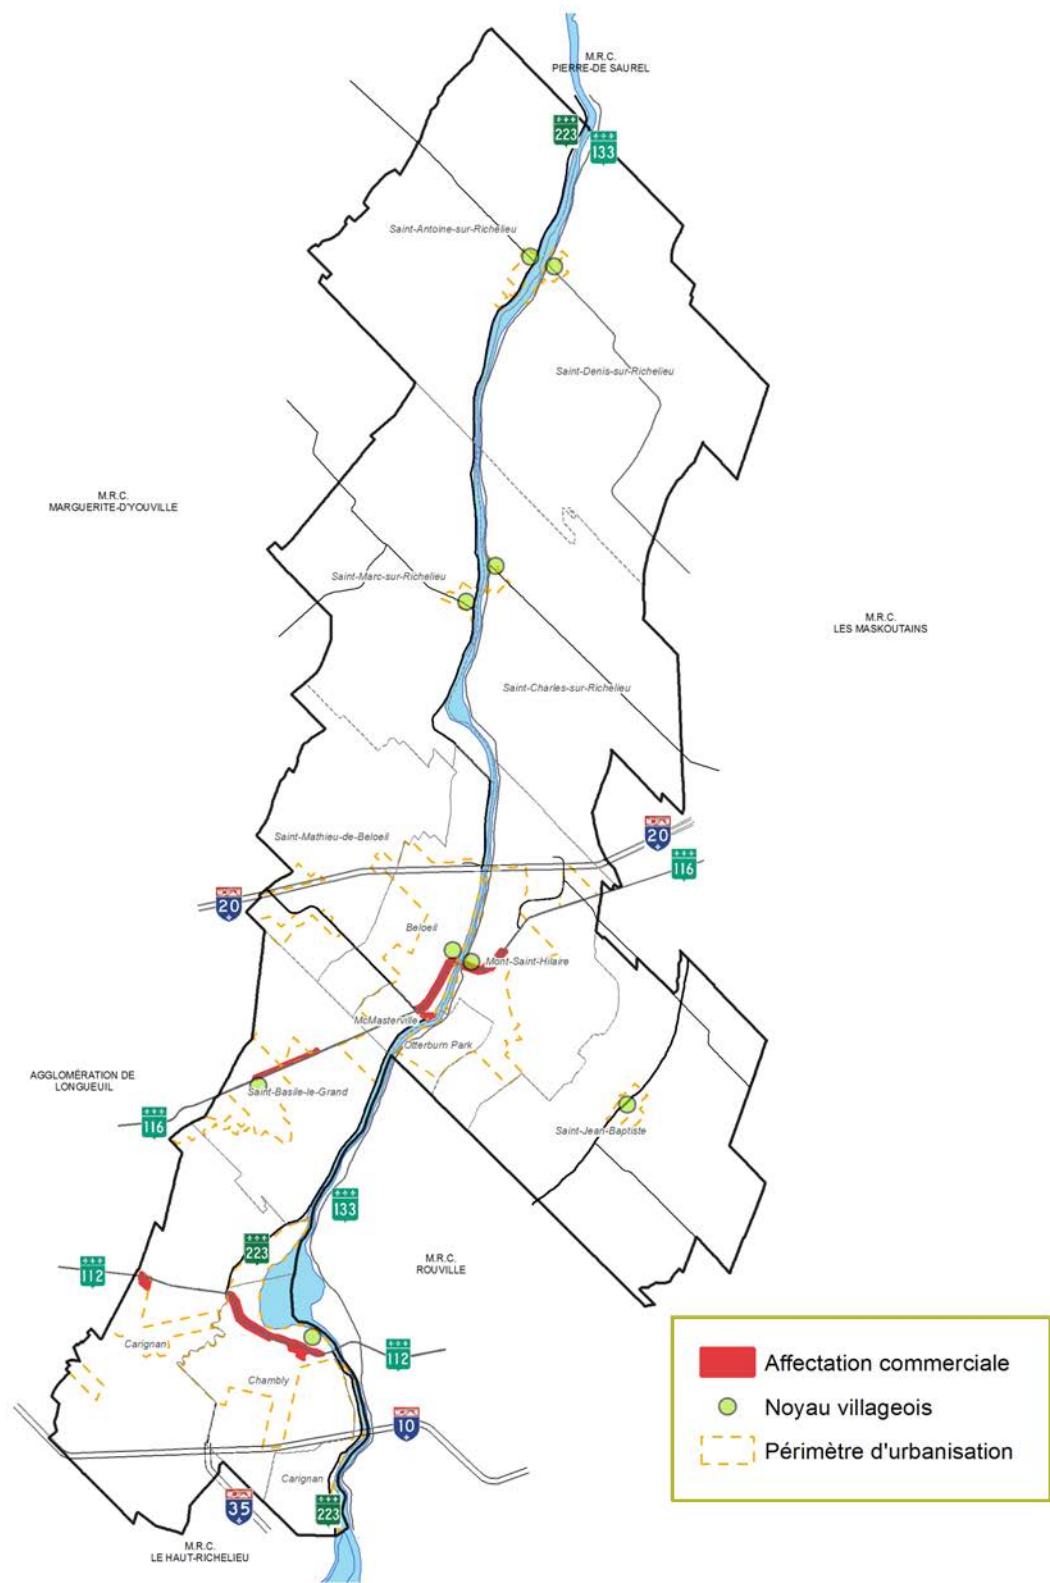 M.R.C.
PIERRE-DE SAUREL
223
133
Saint-Antoine-sur-Richelieu
Saint-Denis-sur-Richelieu
M.R.C.
MARGUERITE-D'YOUVILLE
Saint-Marc-sur-Richelieu
M.R.C.
LES MASKOUTAINS
Saint-Charles-sur-Richelieu
Saint-Mathieu-de-Beloeil
20
116
20
Beloeil
Mont-Saint-Hilaire
McMasterville
Otterburn Park
AGGLOMÉRATION DE
LONGUEUIL
Saint-Basile-le-Grand
116
Saint-Jean-Baptiste
133
223
M.R.C.
ROUVILLE
112
Carignan
112
Chambly
10
Carignan
35
223
M.R.C.
LE HAUT-RICHELIEU
Affectation commerciale
Noyau villageois
Périmètre d'urbanisation